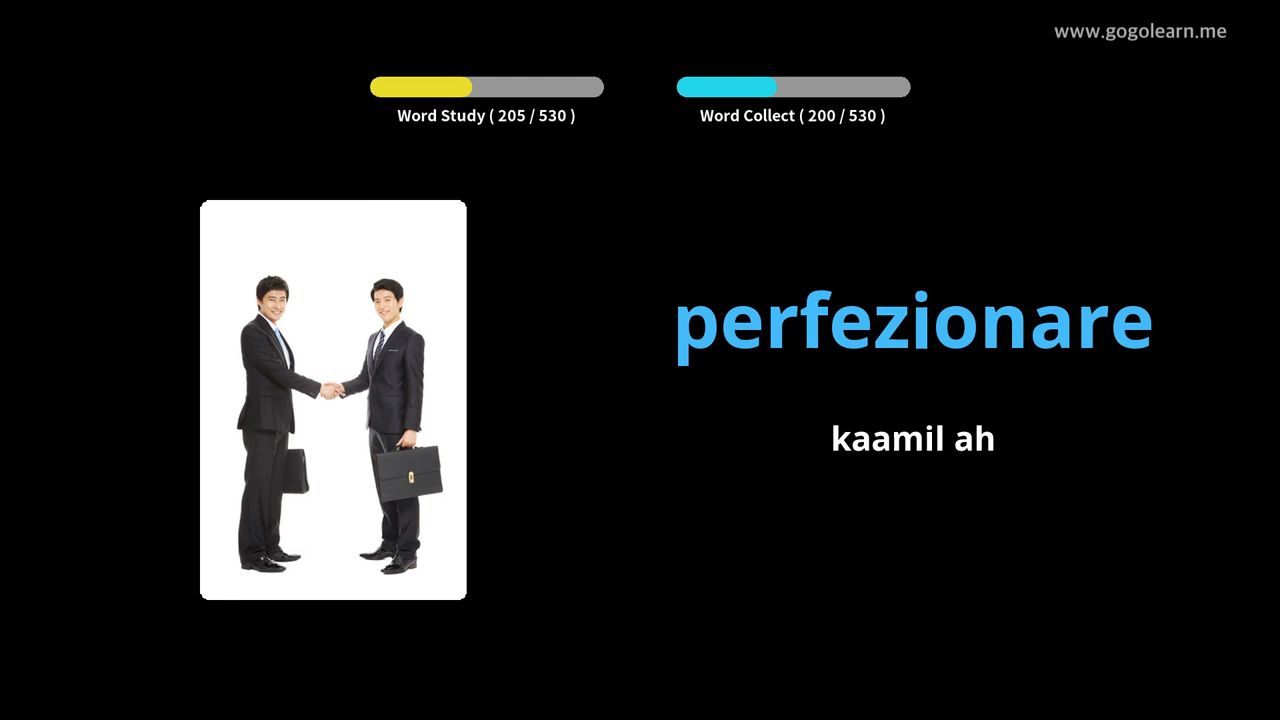 www.gogolearn.me
Word Study ( 205 / 530 )
Word Collect ( 200 / 530 )
perfezionare
kaamil ah